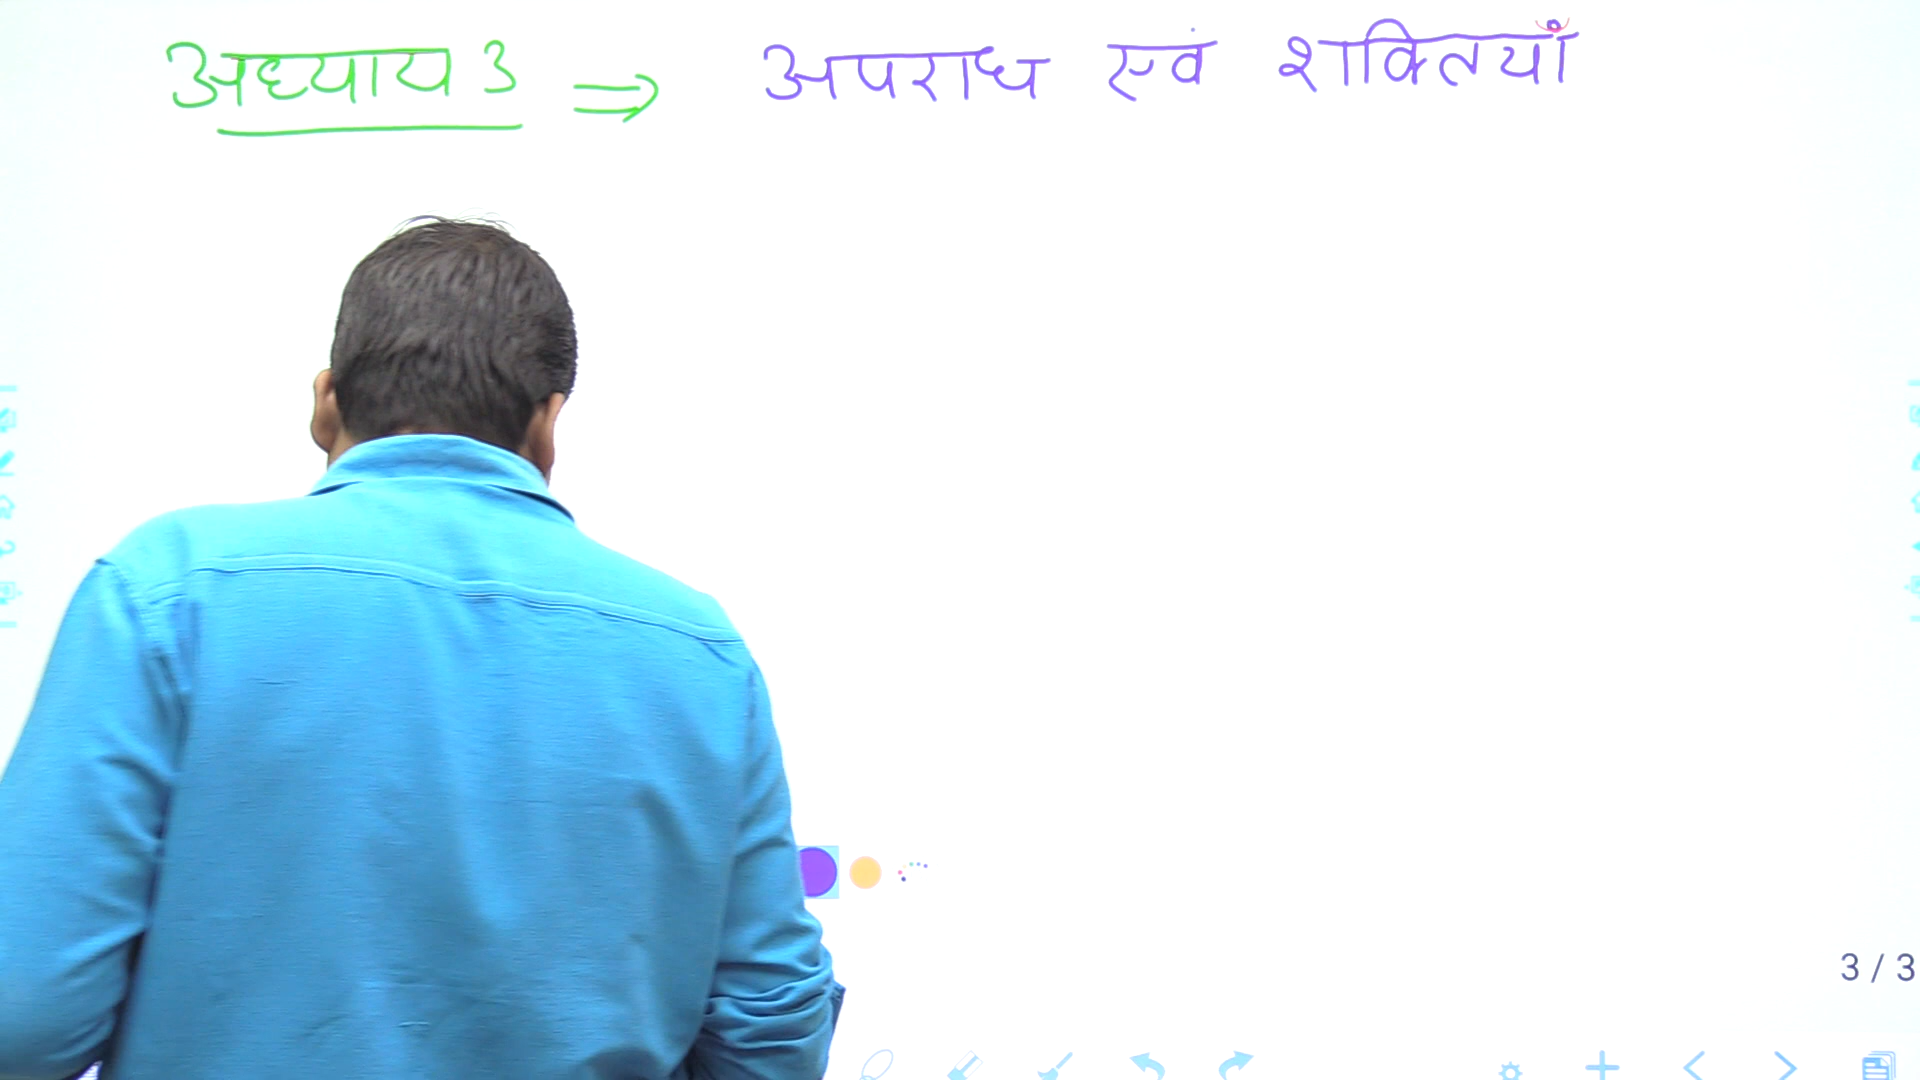 अध्याय 3 ⇒ अपराध एवं शक्तियाँ
3 / 3